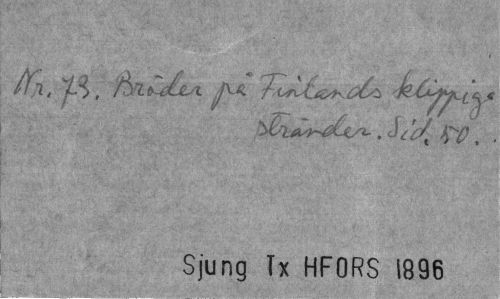 Nr. 73. Bröder på Finlands klippiga
stränder. Sid. 50.
Sjung Tx HFORS 1896